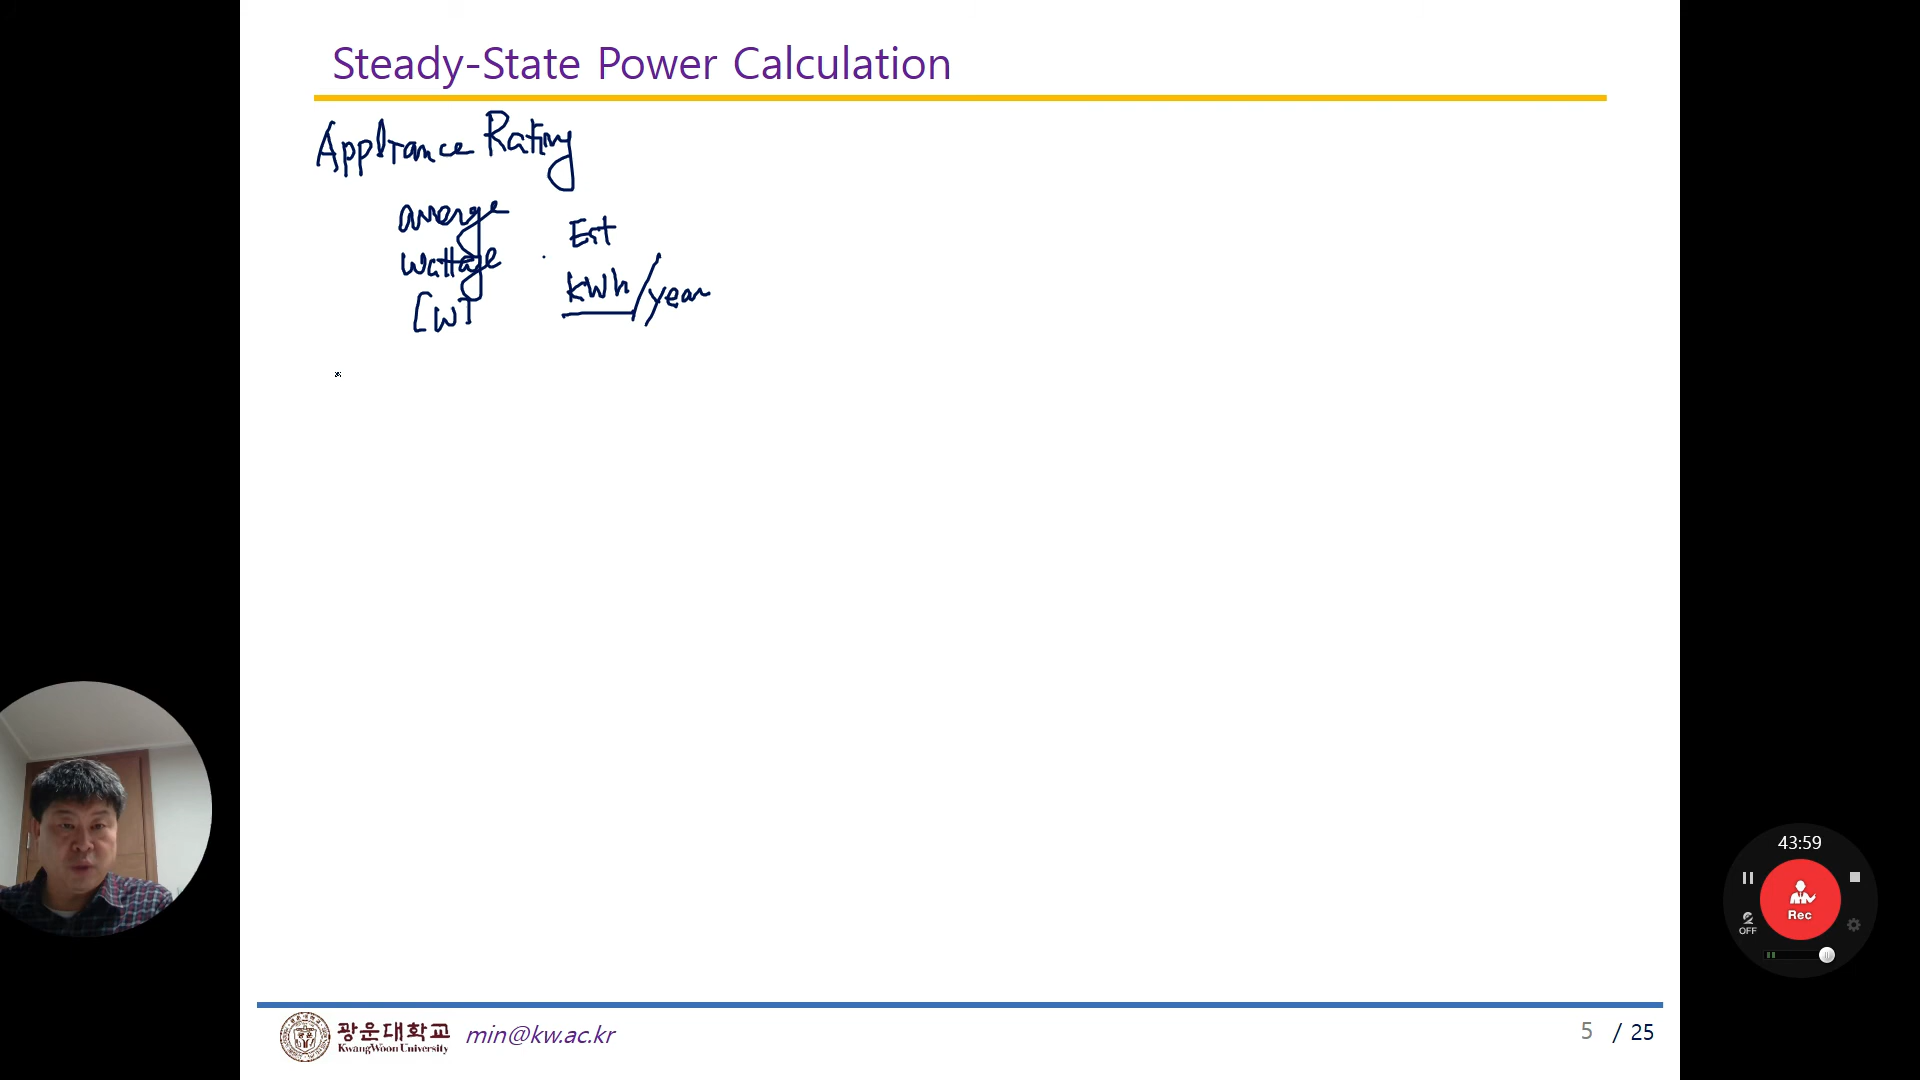 Steady-State Power Calculation
Appliance Rating
average
wattage
[W]
Est
kWh/year
43:59
Rec
OFF
광운대학교
KwangWoon University
min@kw.ac.kr
5 / 25